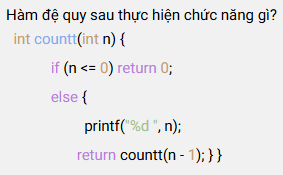 Hàm đệ quy sau thực hiện chức năng gì?
int countt(int n) {
if (n <= 0) return 0;
else {
printf("%d ", n);
return countt(n - 1); } }